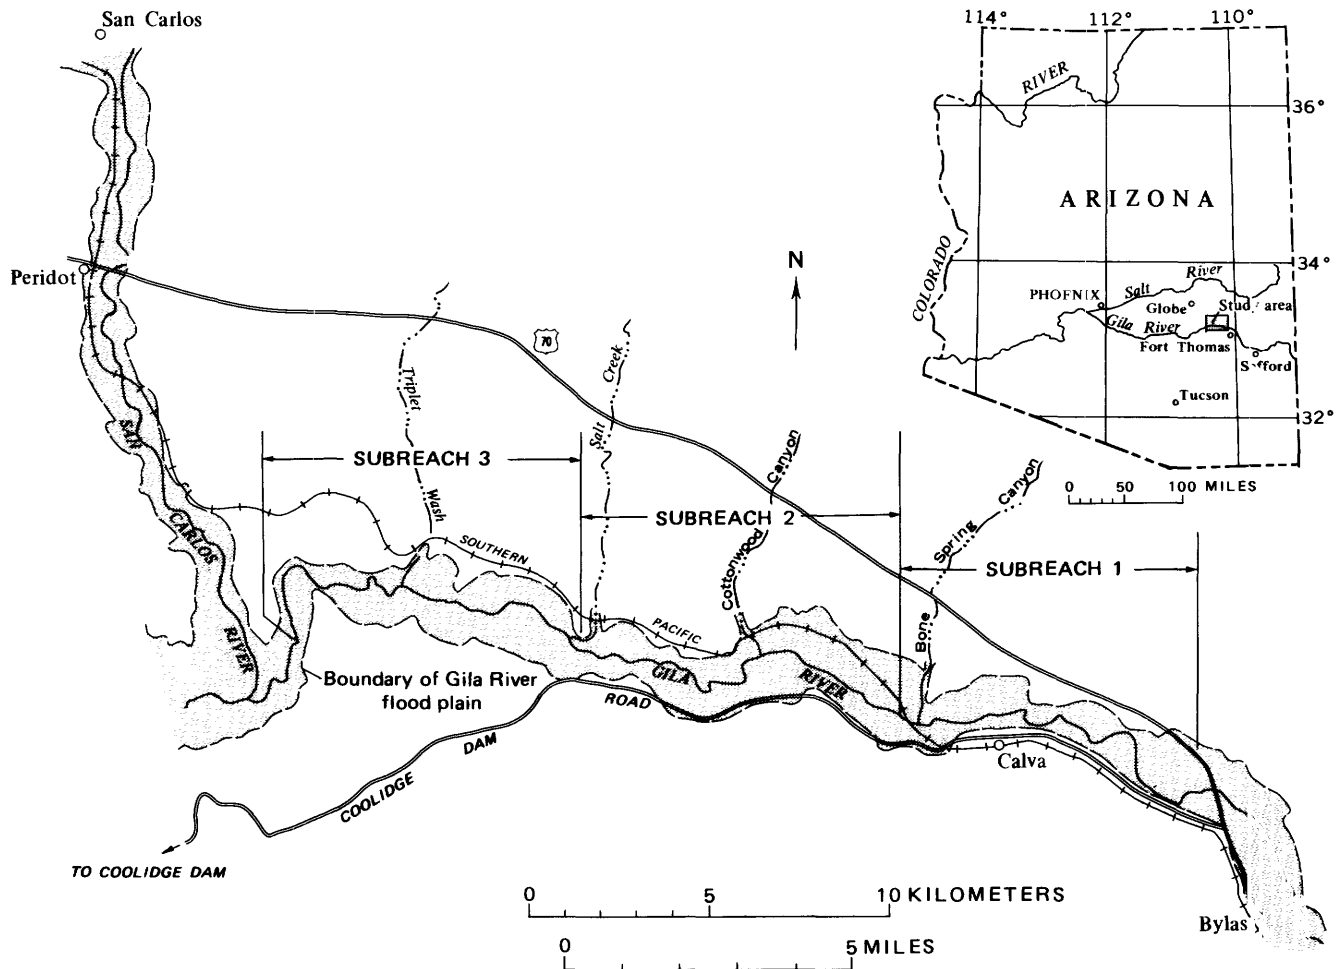 San Carlos
114°
112°
110°
RIVER
36°
ARIZONA
COLORADO
34°
Salt
River
PHOENIX
Globe
Study area
Gila
River
Fort Thomas
Safford
Tucson
32°
0 50 100 MILES
Peridot
N
70
Triplet
Wash
Salt
Creek
Cottonwood
Canyon
Bone
Spring
Canyon
SUBREACH 3
SUBREACH 2
SUBREACH 1
SAN
CARLOS
RIVER
SOUTHERN
PACIFIC
GILA
RIVER
Boundary of Gila River
flood plain
COOLIDGE
DAM
ROAD
Calva
TO COOLIDGE DAM
Bylas
0 5 10 KILOMETERS
0 5 MILES